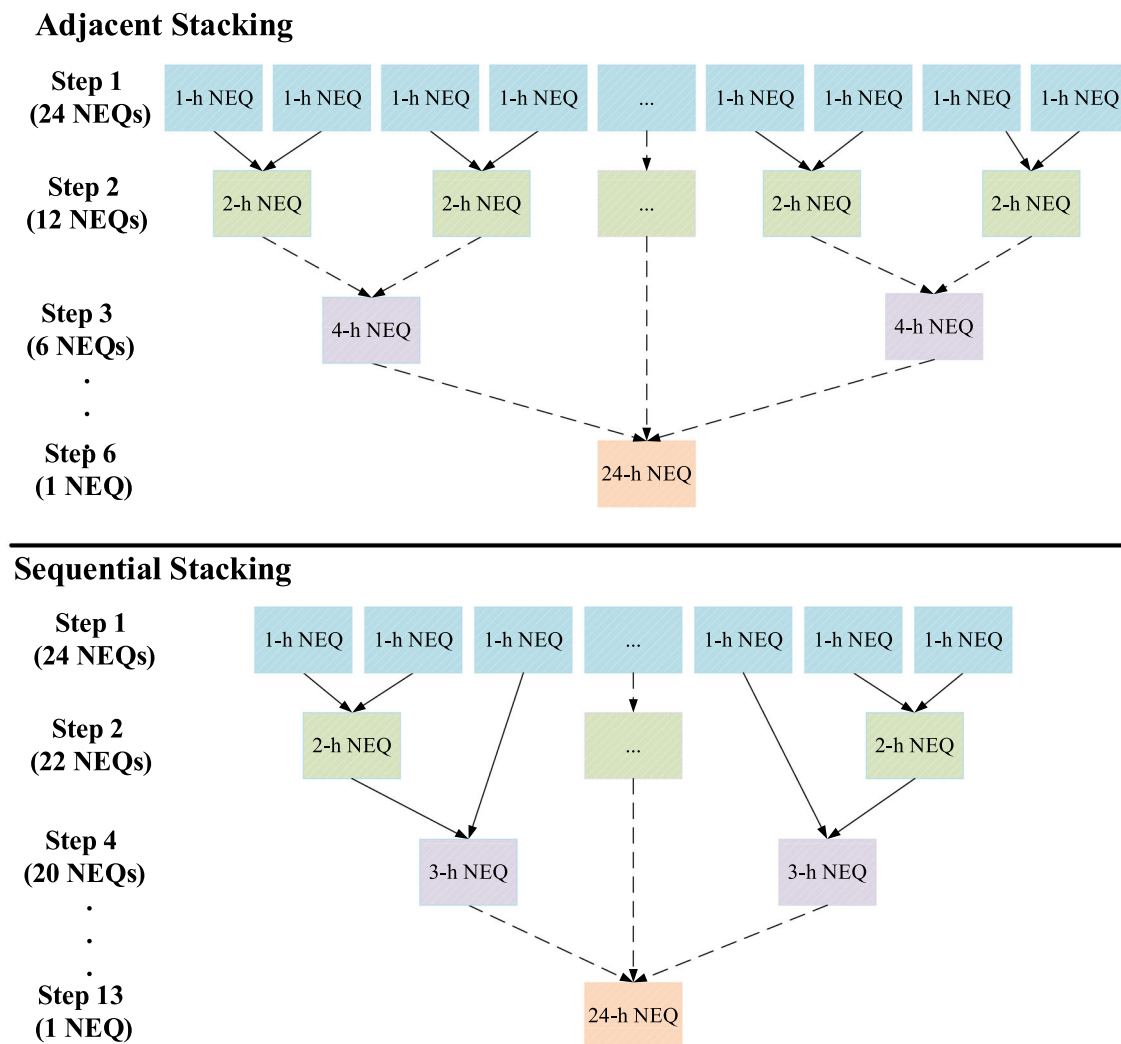 Adjacent Stacking
Step 1
(24 NEQs)
1-h NEQ 1-h NEQ 1-h NEQ 1-h NEQ ... 1-h NEQ 1-h NEQ 1-h NEQ 1-h NEQ
Step 2
(12 NEQs)
2-h NEQ 2-h NEQ ... 2-h NEQ 2-h NEQ
Step 3
(6 NEQs)
4-h NEQ 4-h NEQ
.
.
.
Step 6
(1 NEQ)
24-h NEQ
Sequential Stacking
Step 1
(24 NEQs)
1-h NEQ 1-h NEQ 1-h NEQ ... 1-h NEQ 1-h NEQ 1-h NEQ
Step 2
(22 NEQs)
2-h NEQ ... 2-h NEQ
Step 4
(20 NEQs)
3-h NEQ 3-h NEQ
.
.
.
Step 13
(1 NEQ)
24-h NEQ